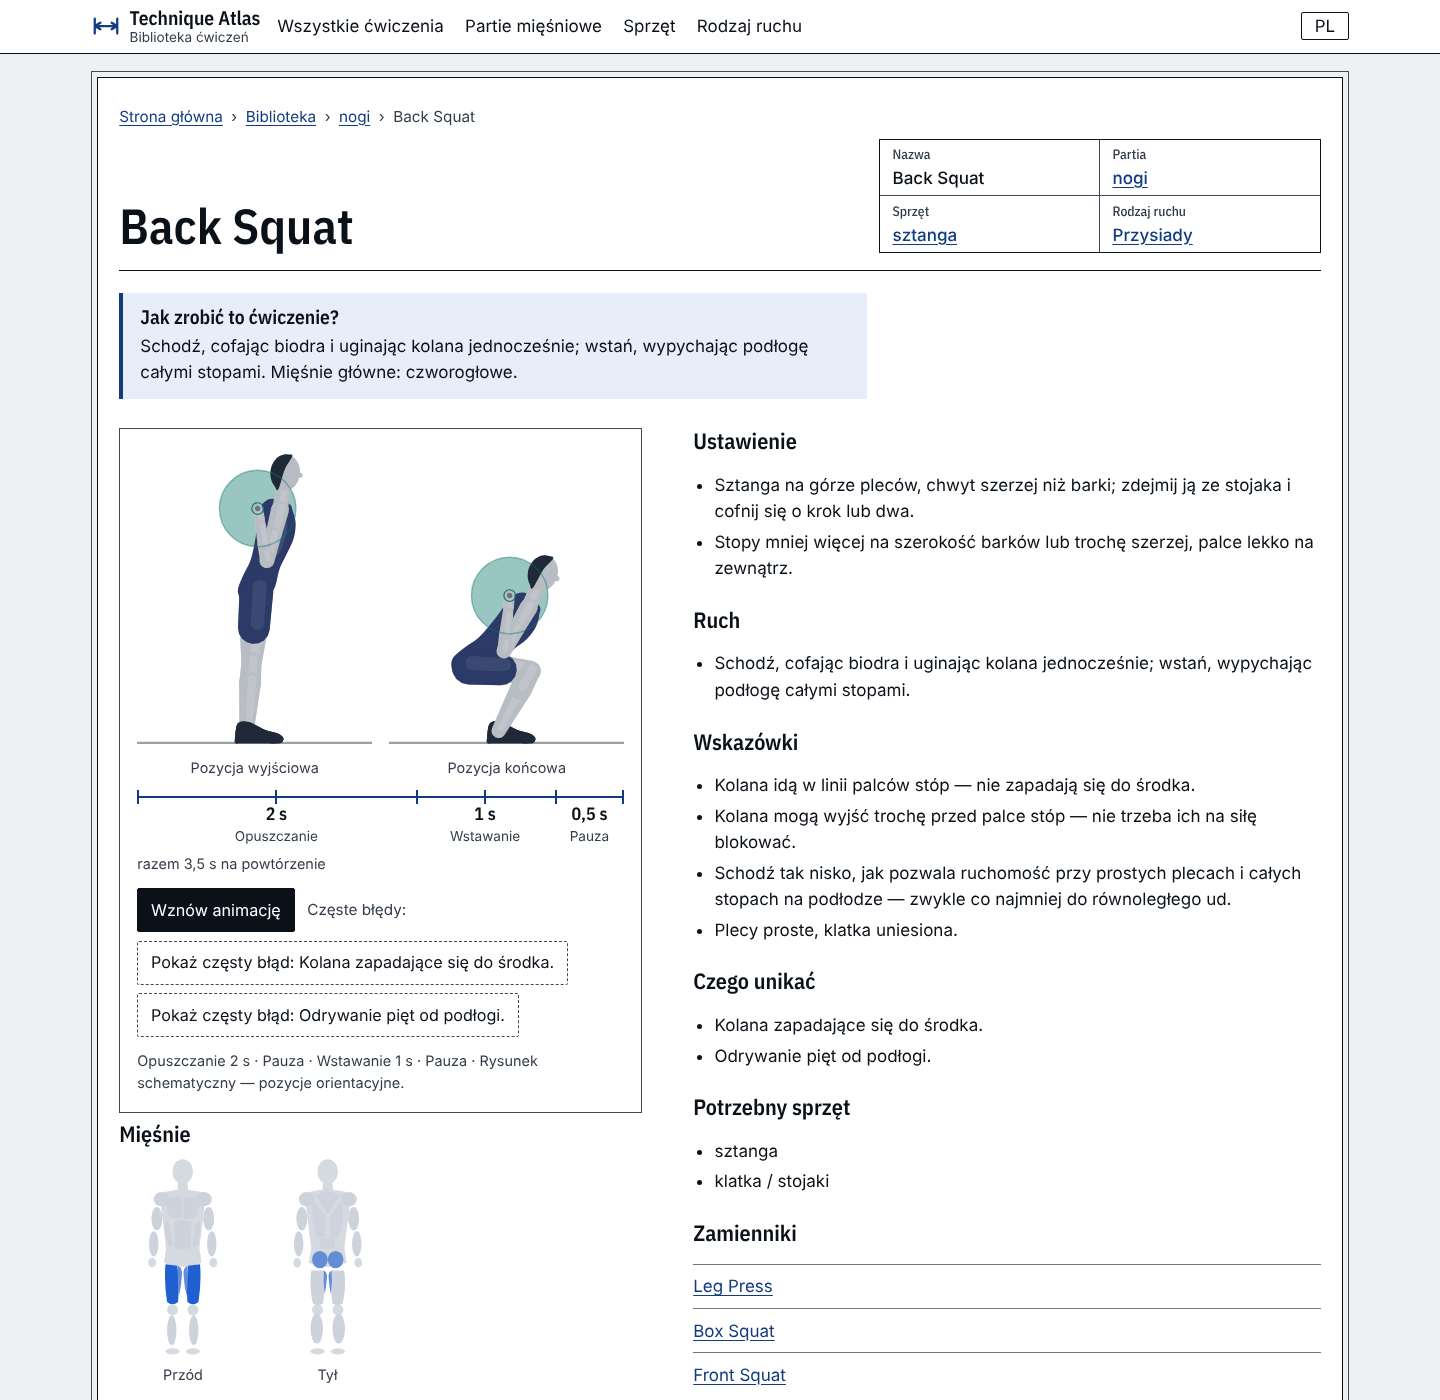 Technique Atlas
Biblioteka ćwiczeń
Wszystkie ćwiczenia
Partie mięśniowe
Sprzęt
Rodzaj ruchu
PL
Strona główna › Biblioteka › nogi › Back Squat
Back Squat
Nazwa
Back Squat
Partia
nogi
Sprzęt
sztanga
Rodzaj ruchu
Przysiady
Jak zrobić to ćwiczenie?
Schodź, cofając biodra i uginając kolana jednocześnie; wstań, wypychając podłogę
całymi stopami. Mięśnie główne: czworogłowe.
Pozycja wyjściowa
Pozycja końcowa
2 s
Opuszczanie
1 s
Wstawanie
0,5 s
Pauza
razem 3,5 s na powtórzenie
Wznów animację
Częste błędy:
Pokaż częsty błąd: Kolana zapadające się do środka.
Pokaż częsty błąd: Odrywanie pięt od podłogi.
Opuszczanie 2 s · Pauza · Wstawanie 1 s · Pauza · Rysunek
schematyczny — pozycje orientacyjne.
Mięśnie
Przód
Tył
Ustawienie
• Sztanga na górze pleców, chwyt szerzej niż barki; zdejmij ją ze stojaka i
cofnij się o krok lub dwa.
• Stopy mniej więcej na szerokość barków lub trochę szerzej, palce lekko na
zewnątrz.
Ruch
• Schodź, cofając biodra i uginając kolana jednocześnie; wstań, wypychając
podłogę całymi stopami.
Wskazówki
• Kolana idą w linii palców stóp — nie zapadają się do środka.
• Kolana mogą wyjść trochę przed palce stóp — nie trzeba ich na siłę
blokować.
• Schodź tak nisko, jak pozwala ruchomość przy prostych plecach i całych
stopach na podłodze — zwykle co najmniej do równoległego ud.
• Plecy proste, klatka uniesiona.
Czego unikać
• Kolana zapadające się do środka.
• Odrywanie pięt od podłogi.
Potrzebny sprzęt
• sztanga
• klatka / stojaki
Zamienniki
Leg Press
Box Squat
Front Squat